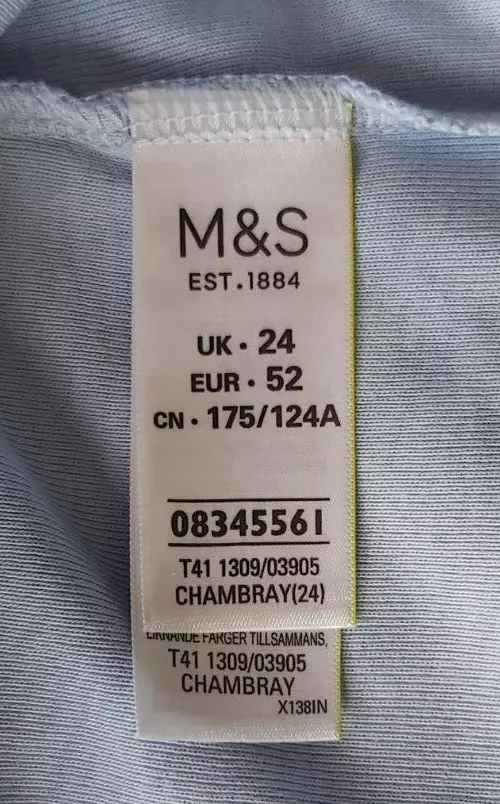 M&S
EST. 1884
UK • 24
EUR • 52
CN • 175/124A
08345561
T41 1309/03905
CHAMBRAY(24)
LIKNANDE FÄRGER TILLSAMMANS,
T41 1309/03905
CHAMBRAY
X138IN